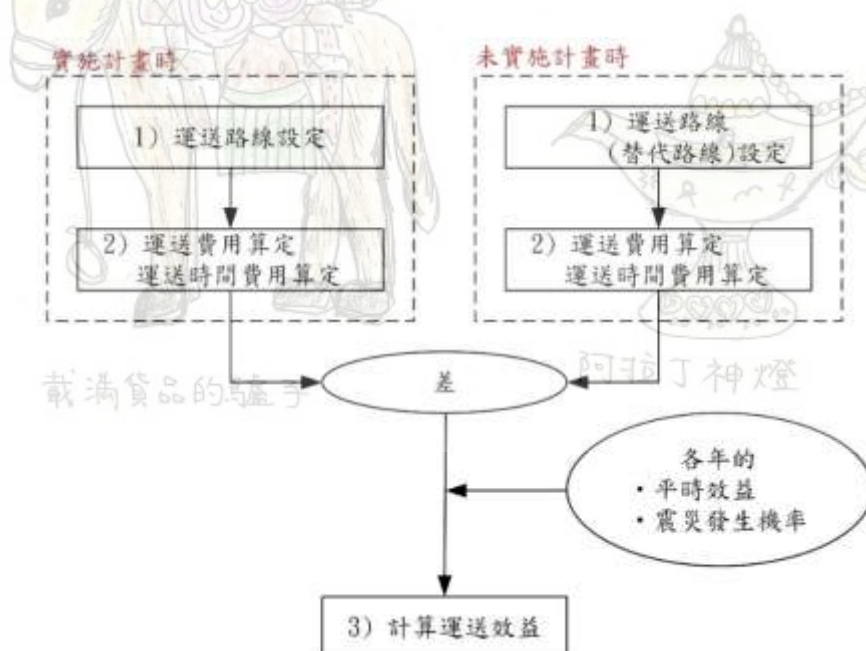 實施計畫時
1) 運送路線設定
2) 運送費用算定
運送時間費用算定
未實施計畫時
1) 運送路線
(替代路線)設定
2) 運送費用算定
運送時間費用算定
載滿貨品的驢子
阿拉丁神燈
差
各年的
・平時效益
・震災發生機率
3) 計算運送效益